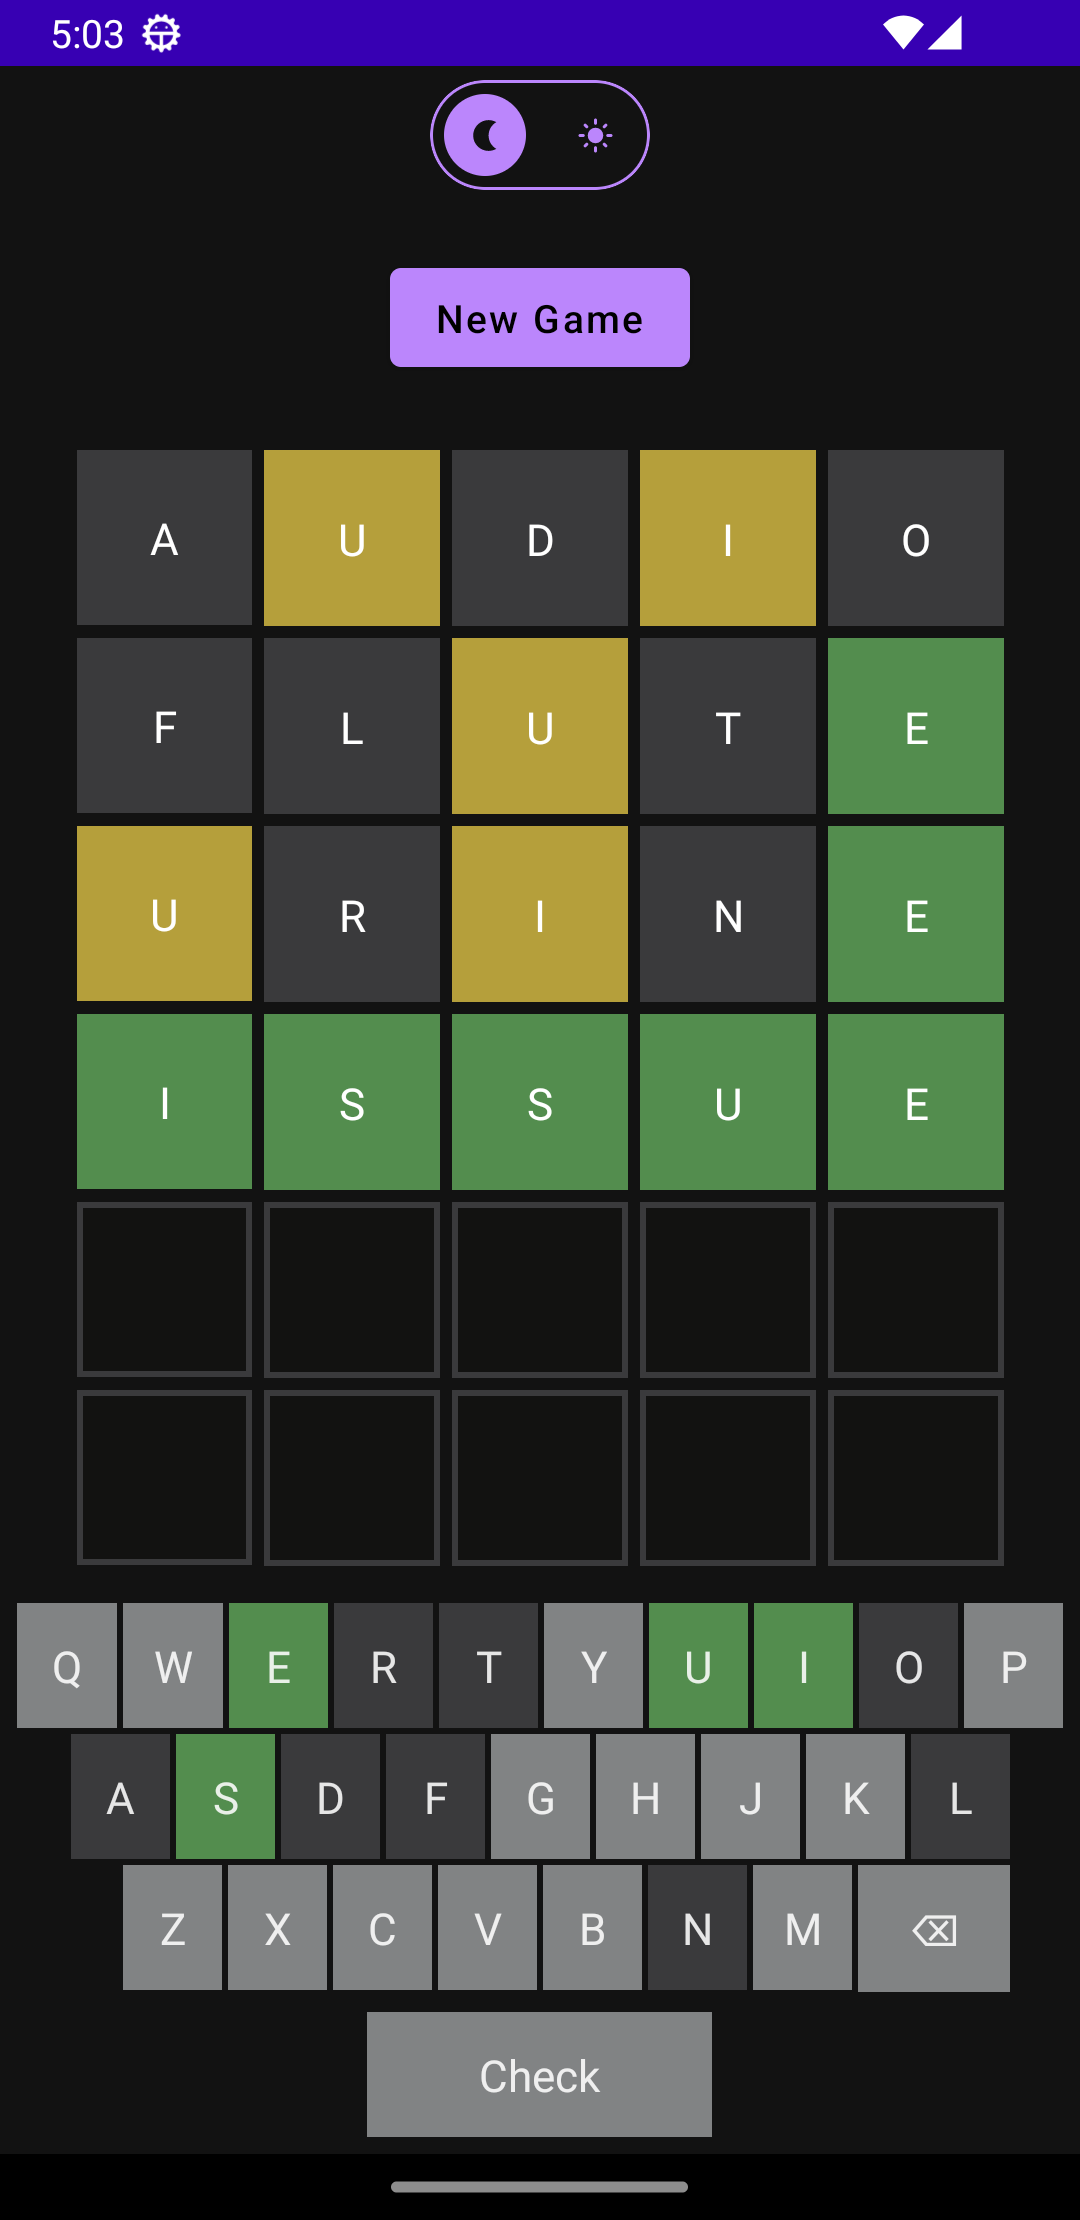 5:03
New Game
A U D I O
F L U T E
U R I N E
I S S U E
Q W E R T Y U I O P
A S D F G H J K L
Z X C V B N M
Check